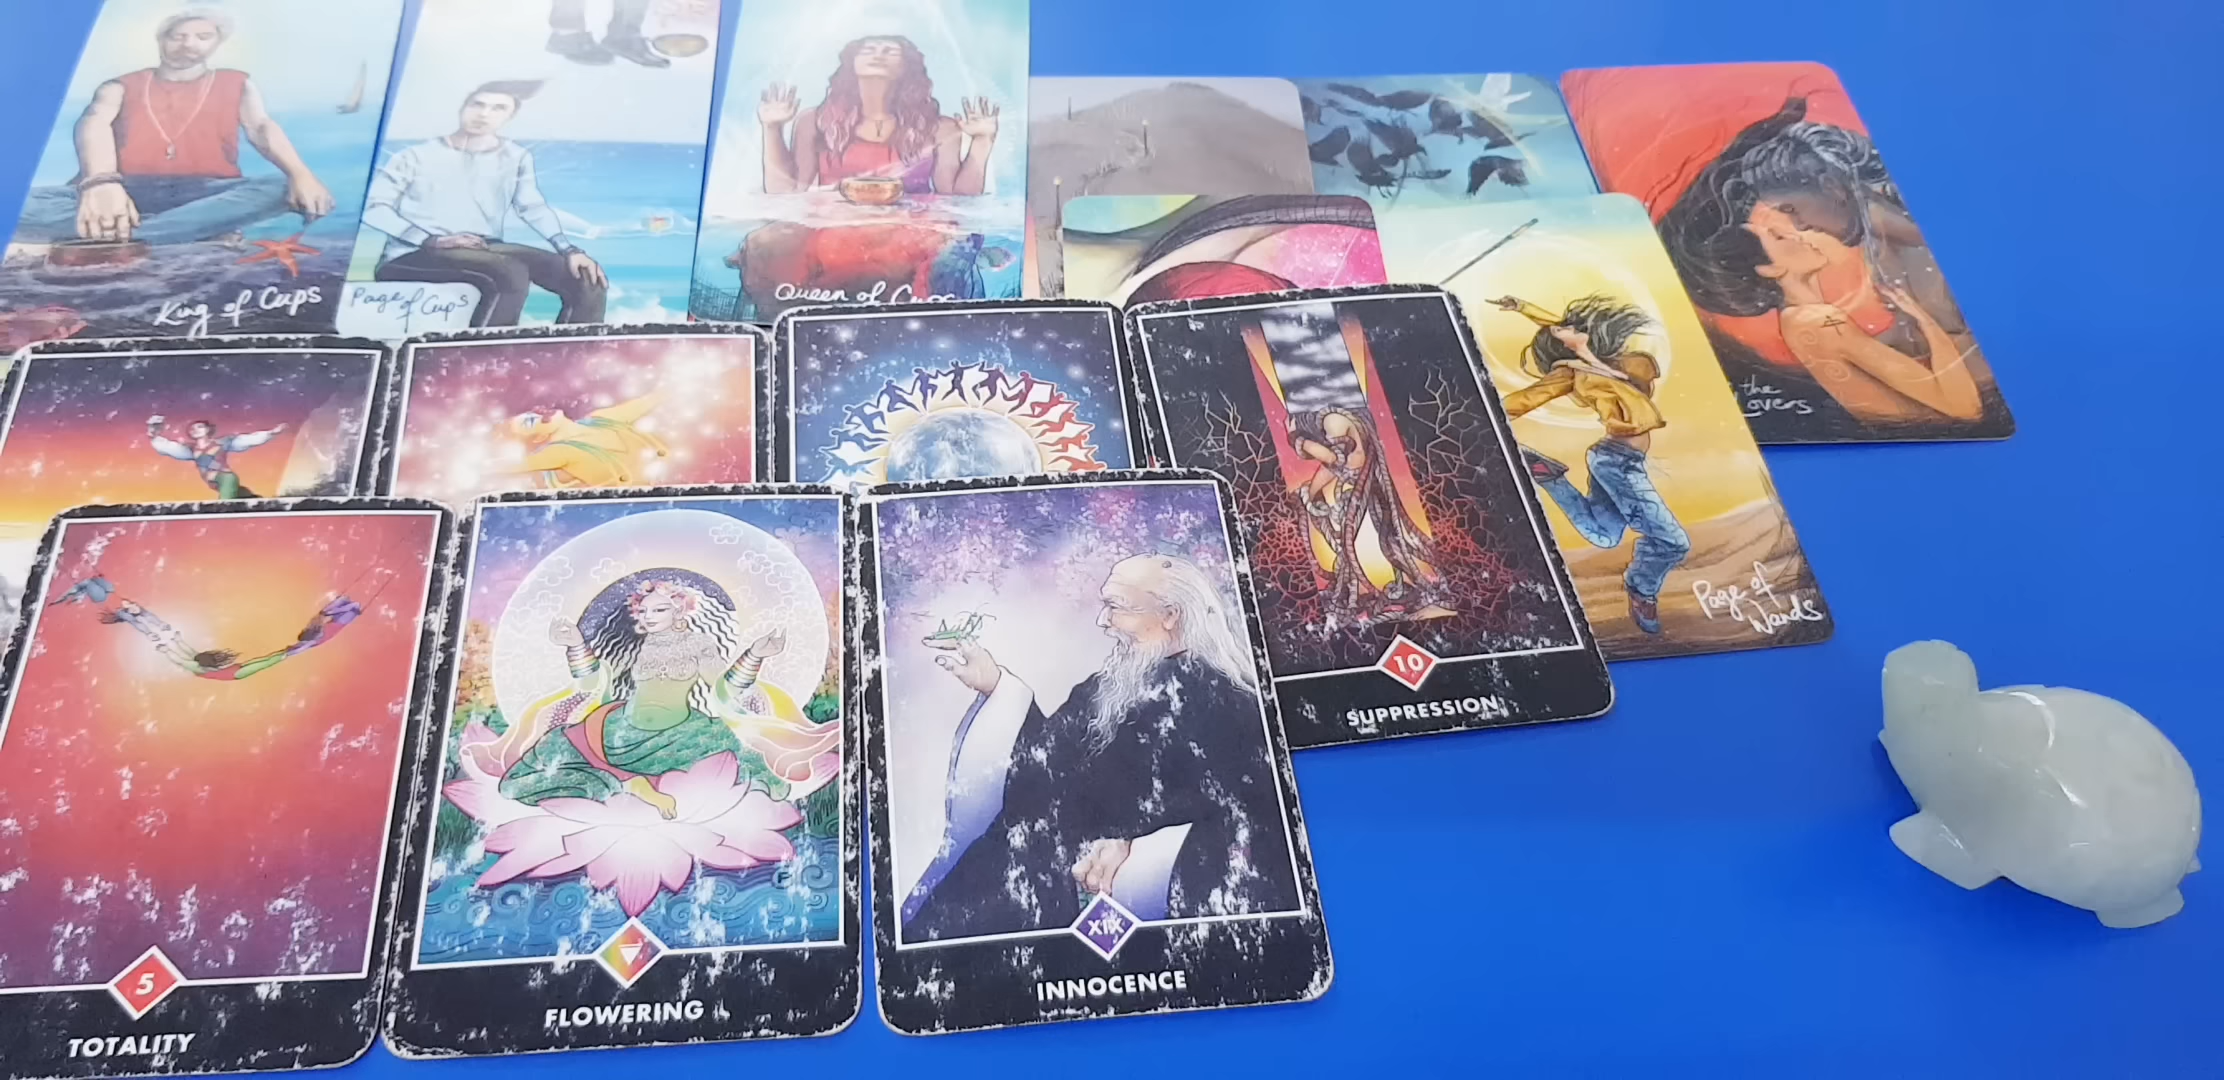 King of Cups
Page of Cups
Queen of Cups
the
Lovers
Page of
Wands
10
SUPPRESSION
5
TOTALITY
FLOWERING
XIX
INNOCENCE